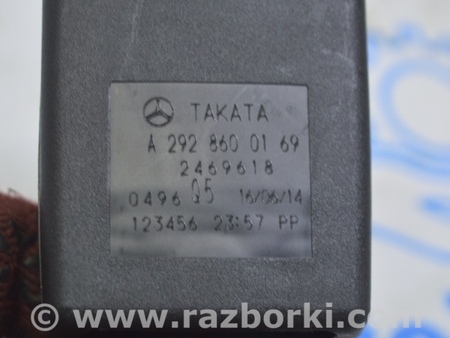 TAKATA
A 292 860 01 69
2469618
0496 Q5 16/06/14
123456 23:57 PP
© www.razborki.com